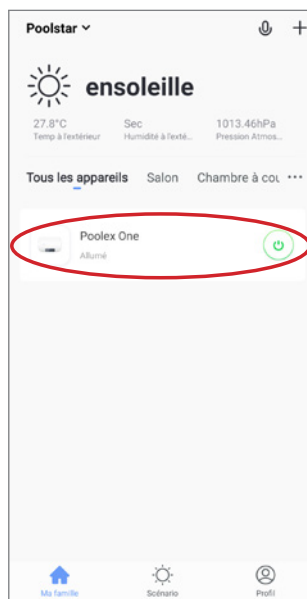 Poolstar
ensoleille
27.8°C Sec 1013.46hPa
Temp à l'extérieur Humidité à l'exté... Pression Atmos...
Tous les appareils Salon Chambre à cou ...
Poolex One
Allumé
Ma famille Scénario Profil